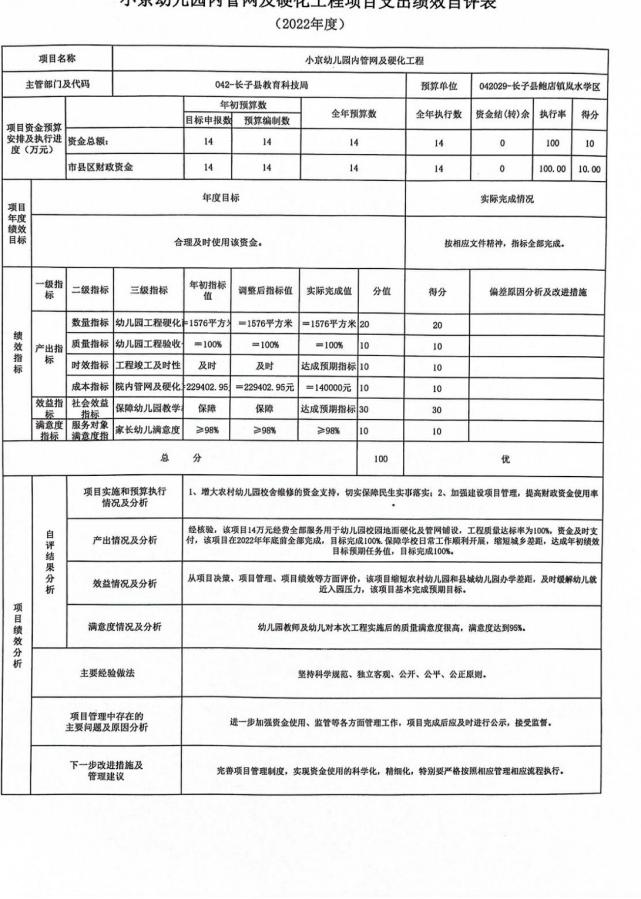 小京幼儿园内管网及硬化工程项目支出绩效自评表
（2022年度）
项目名称 小京幼儿园内管网及硬化工程
主管部门及代码 042-长子县教育科技局 预算单位 042029-长子县鲍店镇岚水学区
项目资金预算安排及执行进度（万元） 年初预算数 全年预算数 全年执行数 资金结(转)余 执行率 得分
目标申报数 预算编制数
资金总额: 14 14 14 14 0 100 10
市县区财政资金 14 14 14 14 0 100.00 10.00
项目年度绩效目标 年度目标 实际完成情况
合理及时使用该资金。 按相应文件精神，指标全部完成。
绩效指标 一级指标 二级指标 三级指标 年初指标值 调整后指标值 实际完成值 分值 得分 偏差原因分析及改进措施
产出指标 数量指标 幼儿园工程硬化 =1576平方 =1576平方米 =1576平方米 20 20
质量指标 幼儿园工程验收 =100% =100% =100% 10 10
时效指标 工程竣工及时性 及时 及时 达成预期指标 10 10
成本指标 院内管网及硬化 =229402.95 =229402.95元 =140000元 10 10
效益指标 社会效益指标 保障幼儿园教学 保障 保障 达成预期指标 30 30
满意度指标 服务对象满意度指 家长幼儿满意度 ≥98% ≥98% ≥98% 10 10
总 分 100 优
项目绩效分析 自评结果分析 项目实施和预算执行情况及分析 1、增大农村幼儿园校舍维修的资金支持，切实保障民生实事落实；2、加强建设项目管理，提高财政资金使用率
。
产出情况及分析 经核验，该项目14万元经费全部服务用于幼儿园校园地面硬化及管网铺设，工程质量达标率为100%，资金及时支
付，该项目在2022年年底前全部完成，目标完成100%.保障学校日常工作顺利开展，缩短城乡差距，达成年初绩效
目标预期任务值，目标完成100%。
效益情况及分析 从项目决策、项目管理、项目绩效等方面评价，该项目缩短农村幼儿园和县城幼儿园办学差距，及时缓解幼儿就
近入园压力，该项目基本完成预期目标。
满意度情况及分析 幼儿园教师及幼儿对本次工程实施后的质量满意度很高，满意度达到95%。
主要经验做法 坚持科学规范、独立客观、公开、公平、公正原则。
项目管理中存在的
主要问题及原因分析 进一步加强资金使用、监管等各方面管理工作，项目完成后应及时进行公示，接受监督。
下一步改进措施及
管理建议 完善项目管理制度，实现资金使用的科学化，精细化，特别要严格按照相应管理相应流程执行。